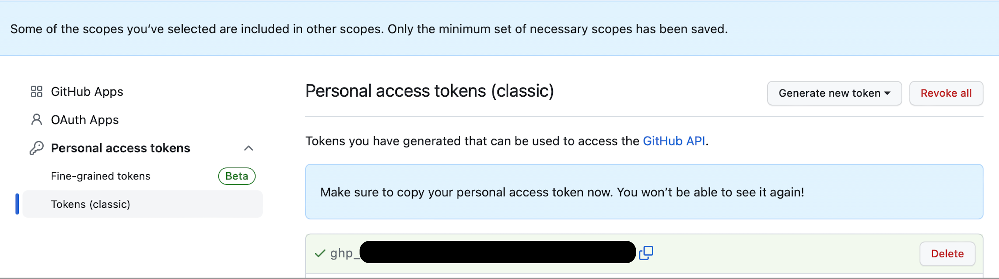 Some of the scopes you’ve selected are included in other scopes. Only the minimum set of necessary scopes has been saved.
GitHub Apps
OAuth Apps
Personal access tokens
Fine-grained tokens
Beta
Tokens (classic)
Personal access tokens (classic)
Generate new token
Revoke all
Tokens you have generated that can be used to access the GitHub API.
Make sure to copy your personal access token now. You won’t be able to see it again!
ghp_
Delete